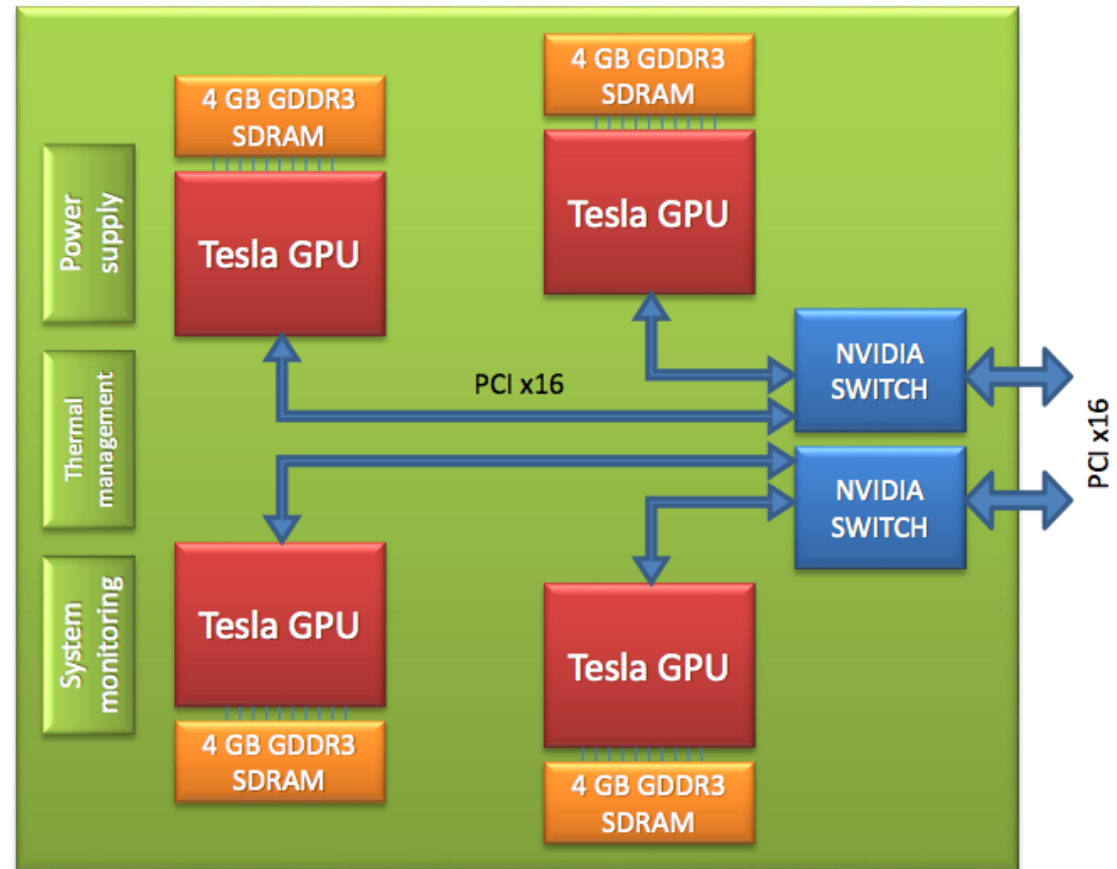 4 GB GDDR3
SDRAM
4 GB GDDR3
SDRAM
Tesla GPU
Tesla GPU
Power
supply
Thermal
management
System
monitoring
PCI x16
NVIDIA
SWITCH
NVIDIA
SWITCH
PCI x16
Tesla GPU
Tesla GPU
4 GB GDDR3
SDRAM
4 GB GDDR3
SDRAM